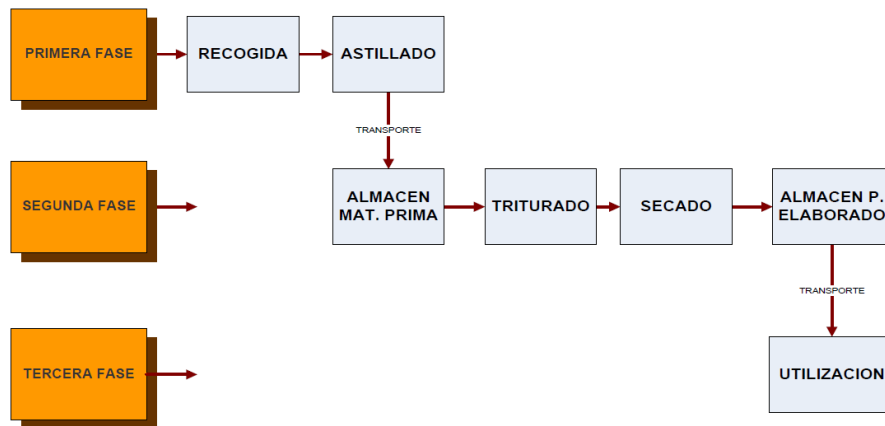 PRIMERA FASE
RECOGIDA
ASTILLADO
TRANSPORTE
SEGUNDA FASE
ALMACEN
MAT. PRIMA
TRITURADO
SECADO
ALMACEN P.
ELABORADO
TRANSPORTE
TERCERA FASE
UTILIZACION